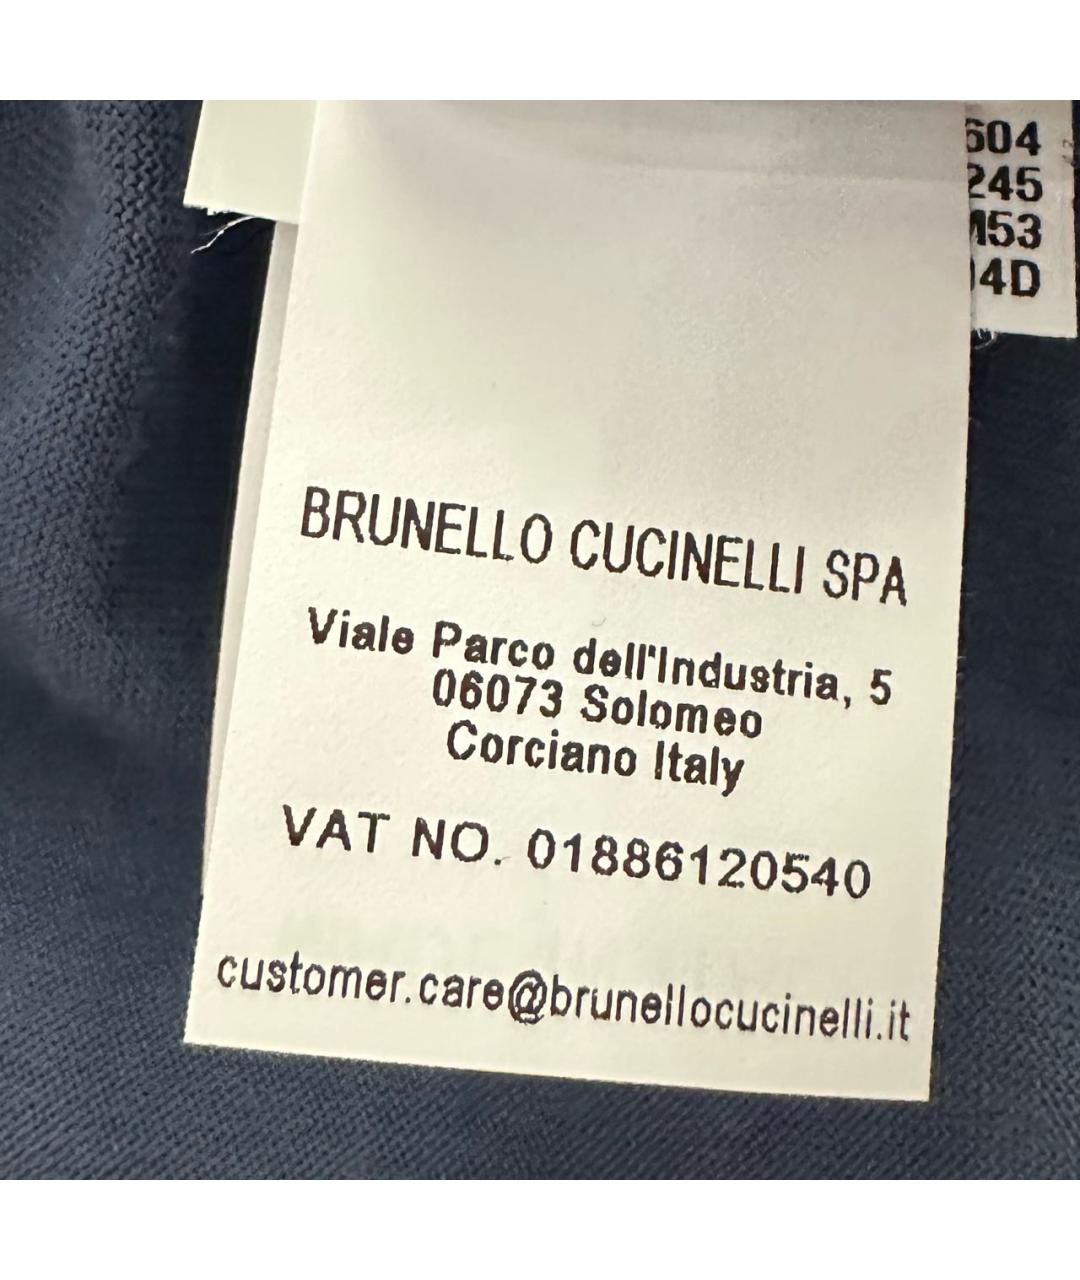 604
245
M53
4D
BRUNELLO CUCINELLI SPA
Viale Parco dell'Industria, 5
06073 Solomeo
Corciano Italy
VAT NO. 01886120540
customer.care@brunellocucinelli.it